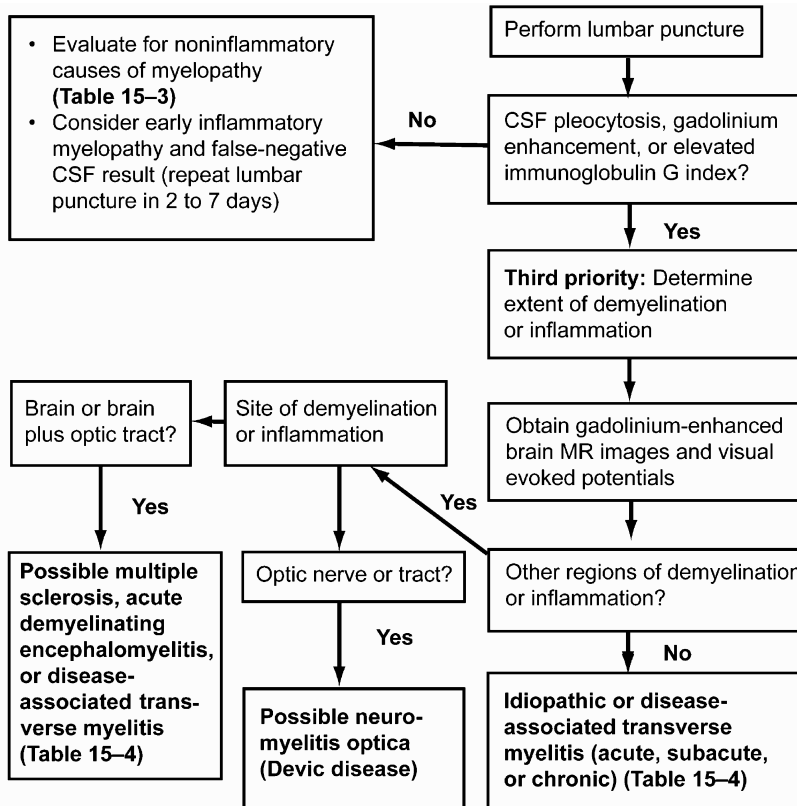 Perform lumbar puncture
CSF pleocytosis, gadolinium
enhancement, or elevated
immunoglobulin G index?
No
• Evaluate for noninflammatory
causes of myelopathy
(Table 15–3)
• Consider early inflammatory
myelopathy and false-negative
CSF result (repeat lumbar
puncture in 2 to 7 days)
Yes
Third priority: Determine
extent of demyelination
or inflammation
Obtain gadolinium-enhanced
brain MR images and visual
evoked potentials
Other regions of demyelination
or inflammation?
Yes
Site of demyelination
or inflammation
Brain or brain
plus optic tract?
Yes
Possible multiple
sclerosis, acute
demyelinating
encephalomyelitis,
or disease-
associated trans-
verse myelitis
(Table 15–4)
Optic nerve or tract?
Yes
Possible neuro-
myelitis optica
(Devic disease)
No
Idiopathic or disease-
associated transverse
myelitis (acute, subacute,
or chronic) (Table 15–4)